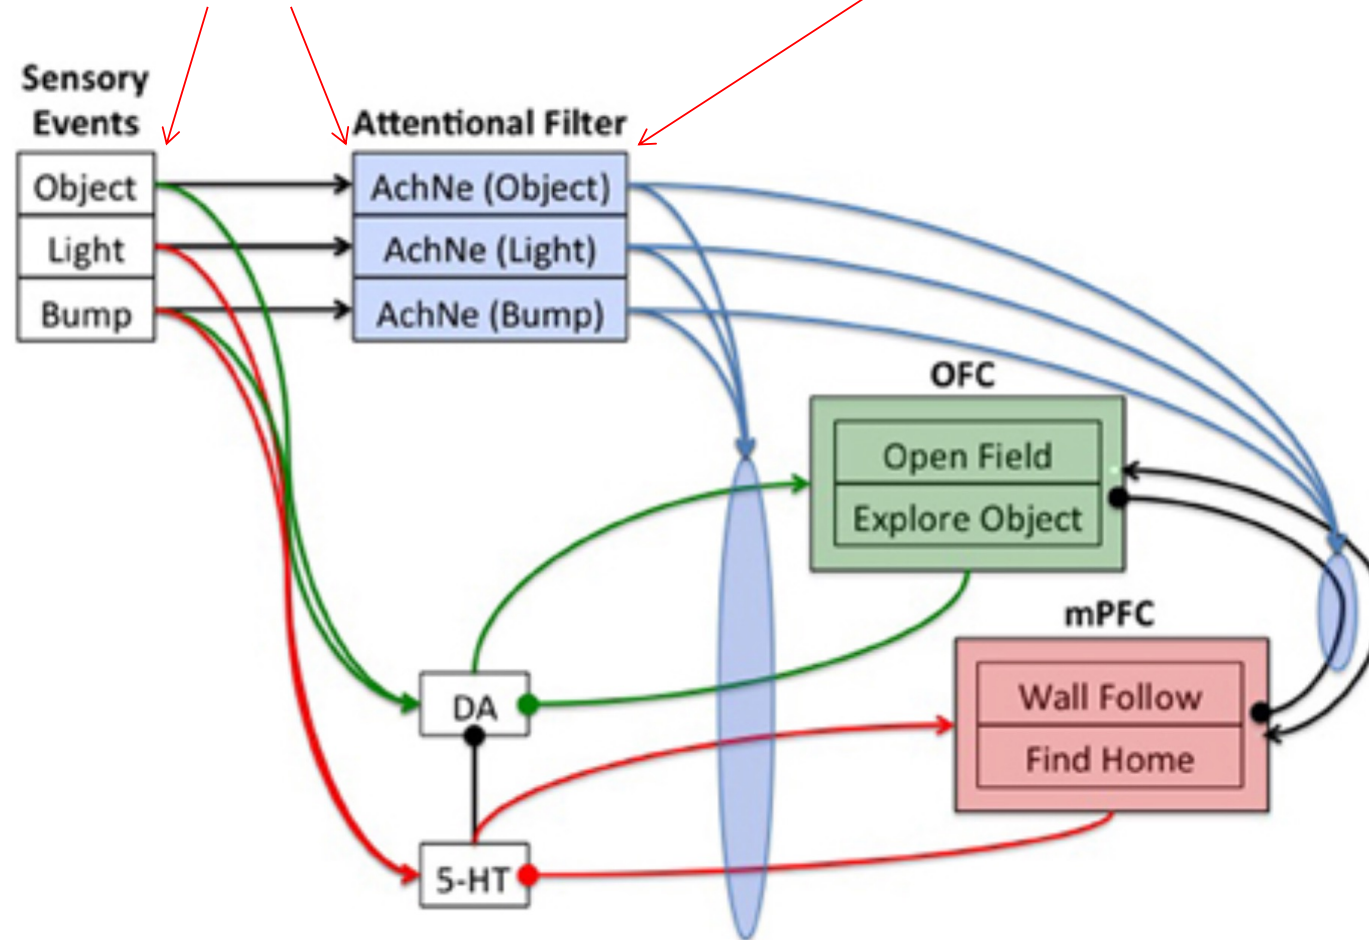 Sensory
Events
Attentional Filter
Object
AchNe (Object)
Light
AchNe (Light)
Bump
AchNe (Bump)
OFC
Open Field
Explore Object
mPFC
Wall Follow
Find Home
DA
5-HT